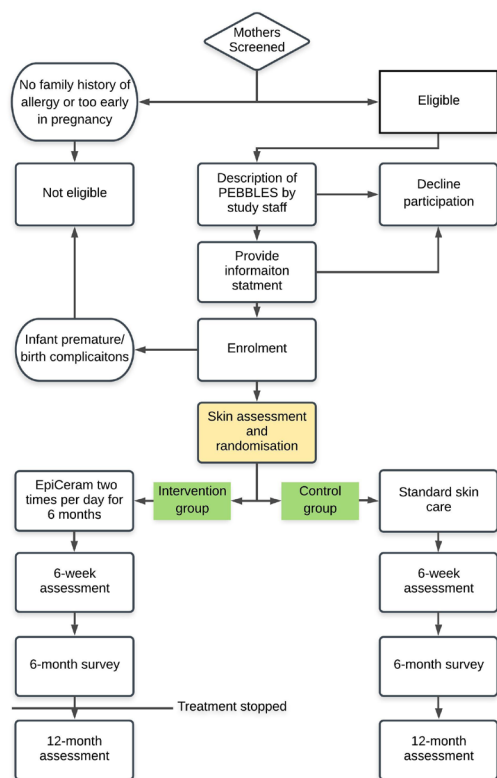 Mothers
Screened
No family history of
allergy or too early
in pregnancy
Eligible
Not eligible
Description of
PEBBLES by
study staff
Decline
participation
Provide
informaiton
statment
Infant premature/
birth complicaitons
Enrolment
Skin assessment
and
randomisation
EpiCeram two
times per day for
6 months
Intervention
group
Control
group
Standard skin
care
6-week
assessment
6-week
assessment
6-month survey
6-month survey
Treatment stopped
12-month
assessment
12-month
assessment